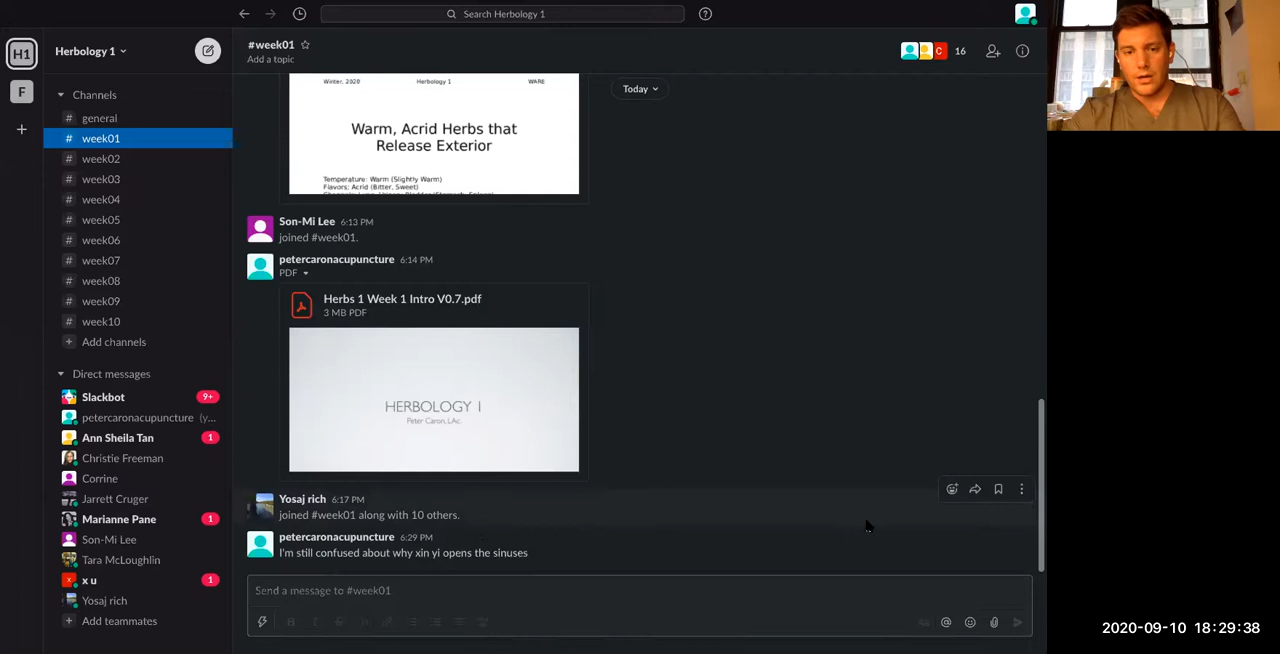 Search Herbology 1
H1
F
Herbology 1
Channels
# general
# week01
# week02
# week03
# week04
# week05
# week06
# week07
# week08
# week09
# week10
+ Add channels
Direct messages
Slackbot 9+
petercaronacupuncture (y...
Ann Sheila Tan 1
Christie Freeman
Corrine
Jarrett Cruger
Marianne Pane 1
Son-Mi Lee
Tara McLoughlin
x u 1
Yosaj rich
+ Add teammates
#week01
Add a topic
C 16
Today
Winter, 2020 Herbology 1 WARE
Warm, Acrid Herbs that
Release Exterior
Temperature: Warm (Slightly Warm)
Flavors: Acrid (Bitter, Sweet)
Son-Mi Lee 6:13 PM
joined #week01.
petercaronacupuncture 6:14 PM
PDF
Herbs 1 Week 1 Intro V0.7.pdf
3 MB PDF
HERBOLOGY I
Peter Caron, LAc.
Yosaj rich 6:17 PM
joined #week01 along with 10 others.
petercaronacupuncture 6:29 PM
I'm still confused about why xin yi opens the sinuses
Send a message to #week01
2020-09-10 18:29:38